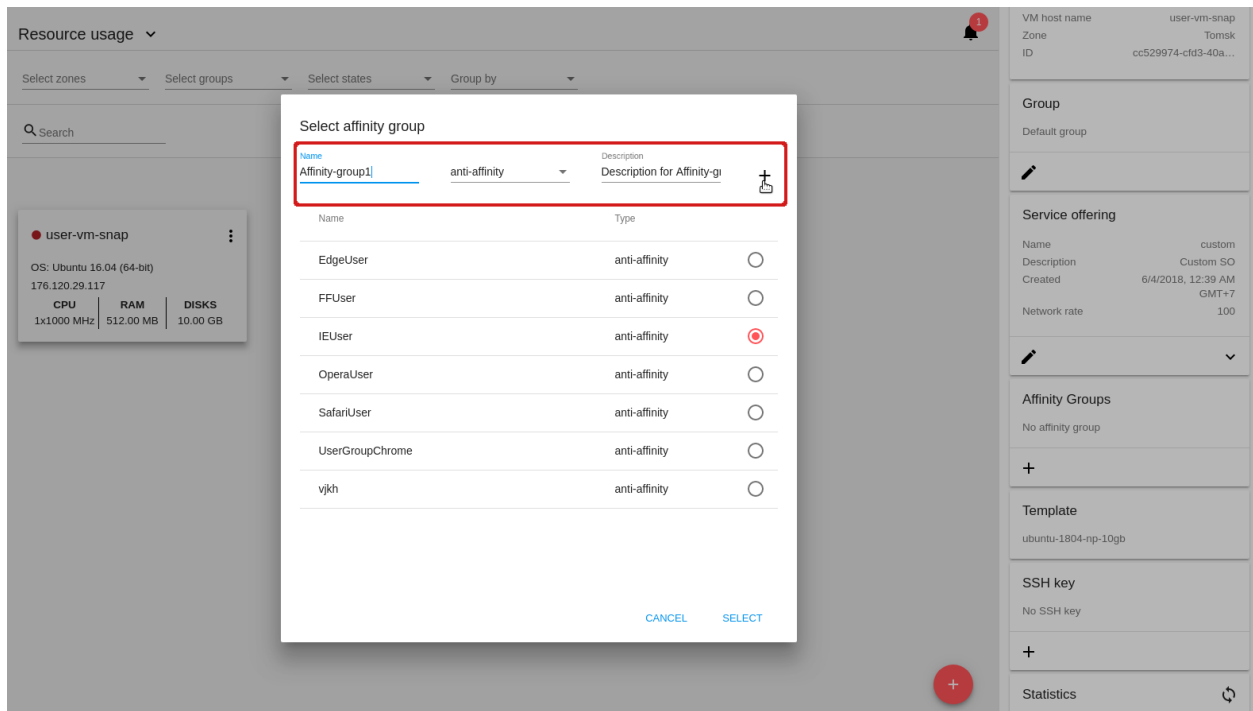 Resource usage
1
Select zones
Select groups
Select states
Group by
Search
user-vm-snap
OS: Ubuntu 16.04 (64-bit)
176.120.29.117
CPU RAM DISKS
1x1000 MHz 512.00 MB 10.00 GB
Select affinity group
Name
Affinity-group1
anti-affinity
Description
Description for Affinity-gr
Name Type
EdgeUser anti-affinity
FFUser anti-affinity
IEUser anti-affinity
OperaUser anti-affinity
SafariUser anti-affinity
UserGroupChrome anti-affinity
vjkh anti-affinity
CANCEL SELECT
VM host name user-vm-snap
Zone Tomsk
ID cc529974-cfd3-40a…
Group
Default group
Service offering
Name custom
Description Custom SO
Created 6/4/2018, 12:39 AM
GMT+7
Network rate 100
Affinity Groups
No affinity group
Template
ubuntu-1804-np-10gb
SSH key
No SSH key
Statistics